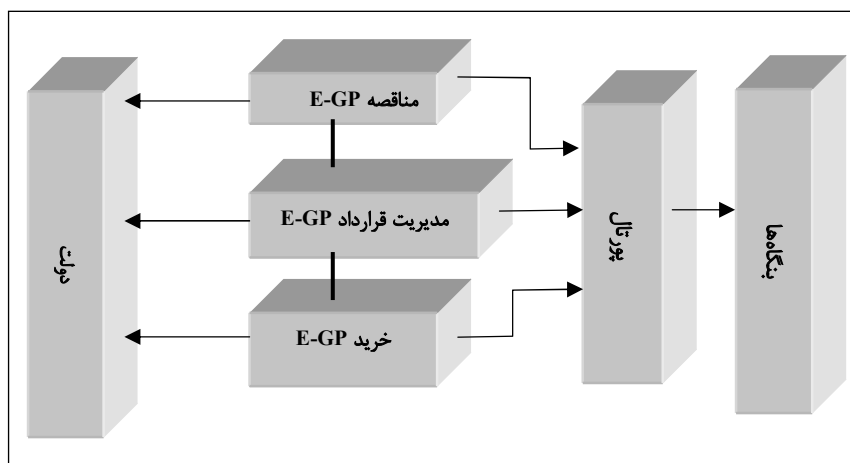 مناقصه E-GP
مدیریت قرارداد E-GP
خرید E-GP
دولت
پورتال
بنگاه‌ها